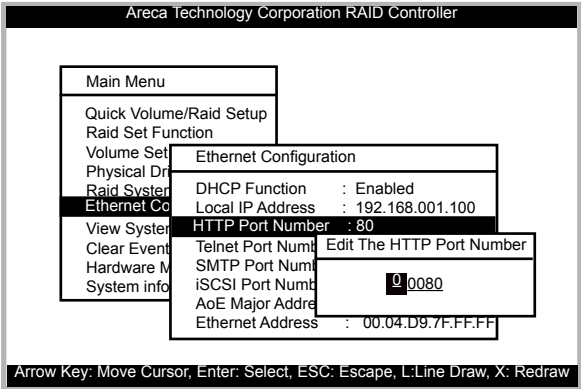 Areca Technology Corporation RAID Controller
Main Menu
Quick Volume/Raid Setup
Raid Set Function
Volume Set
Physical Dri
Raid System
Ethernet Co
View System
Clear Event
Hardware M
System info
Ethernet Configuration
DHCP Function : Enabled
Local IP Address : 192.168.001.100
HTTP Port Number : 80
Telnet Port Numb
SMTP Port Numb
iSCSI Port Numb
AoE Major Addre
Ethernet Address : 00.04.D9.7F.FF.FF
Edit The HTTP Port Number
0 0080
Arrow Key: Move Cursor, Enter: Select, ESC: Escape, L:Line Draw, X: Redraw